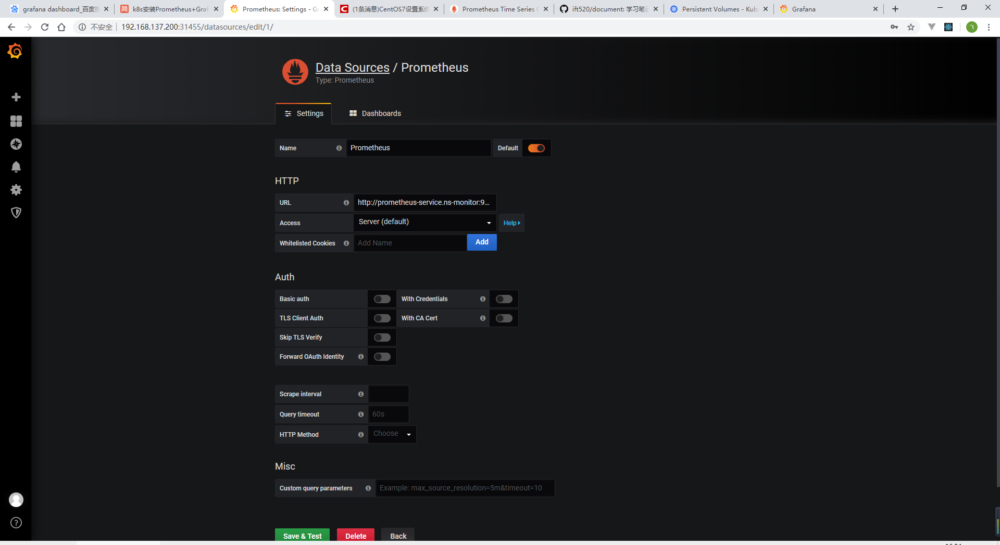 grafana dashboard_百度搜
k8s安装Prometheus+Graf
Prometheus: Settings - G
(1条消息)CentOS7设置系统
Prometheus Time Series C
ift520/document: 学习笔记
Persistent Volumes - Kub
Grafana
不安全
192.168.137.200:31455/datasources/edit/1/
Data Sources / Prometheus
Type: Prometheus
Settings
Dashboards
Name
Prometheus
Default
HTTP
URL
http://prometheus-service.ns-monitor:9...
Access
Server (default)
Help
Whitelisted Cookies
Add Name
Add
Auth
Basic auth
With Credentials
TLS Client Auth
With CA Cert
Skip TLS Verify
Forward OAuth Identity
Scrape interval
Query timeout
60s
HTTP Method
Choose
Misc
Custom query parameters
Example: max_source_resolution=5m&timeout=10
Save & Test
Delete
Back